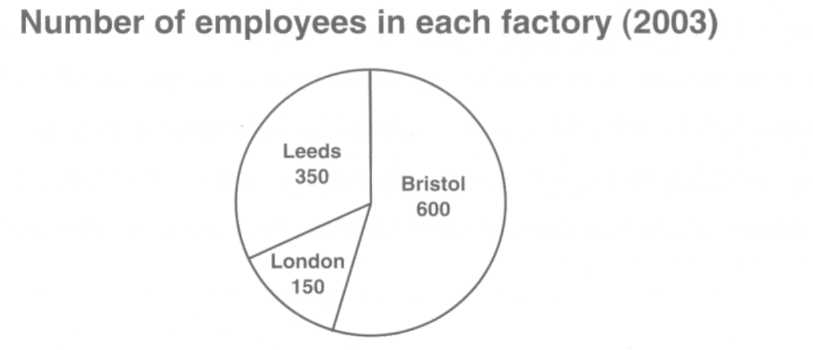 Number of employees in each factory (2003)
Leeds
350
Bristol
600
London
150